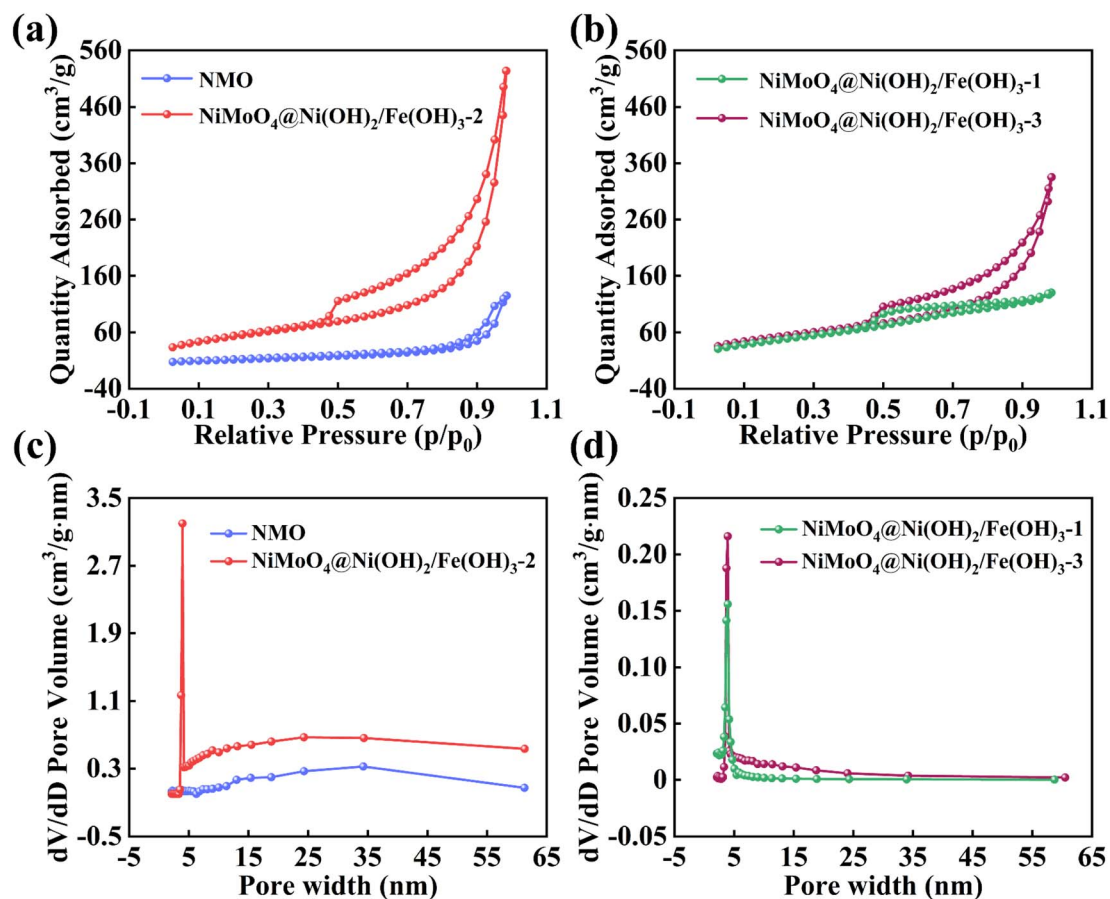 (a)
Quantity Adsorbed (cm³/g)
560
460
360
260
160
60
-40
NMO
NiMoO₄@Ni(OH)₂/Fe(OH)₃-2
-0.1 0.1 0.3 0.5 0.7 0.9 1.1
Relative Pressure (p/p₀)
(b)
Quantity Adsorbed (cm³/g)
560
460
360
260
160
60
-40
NiMoO₄@Ni(OH)₂/Fe(OH)₃-1
NiMoO₄@Ni(OH)₂/Fe(OH)₃-3
-0.1 0.1 0.3 0.5 0.7 0.9 1.1
Relative Pressure (p/p₀)
(c)
dV/dD Pore Volume (cm³/g·nm)
3.5
2.7
1.9
1.1
0.3
-0.5
NMO
NiMoO₄@Ni(OH)₂/Fe(OH)₃-2
-5 5 15 25 35 45 55 65
Pore width (nm)
(d)
dV/dD Pore Volume (cm³/g·nm)
0.25
0.20
0.15
0.10
0.05
0
-0.05
NiMoO₄@Ni(OH)₂/Fe(OH)₃-1
NiMoO₄@Ni(OH)₂/Fe(OH)₃-3
-5 5 15 25 35 45 55 65
Pore width (nm)